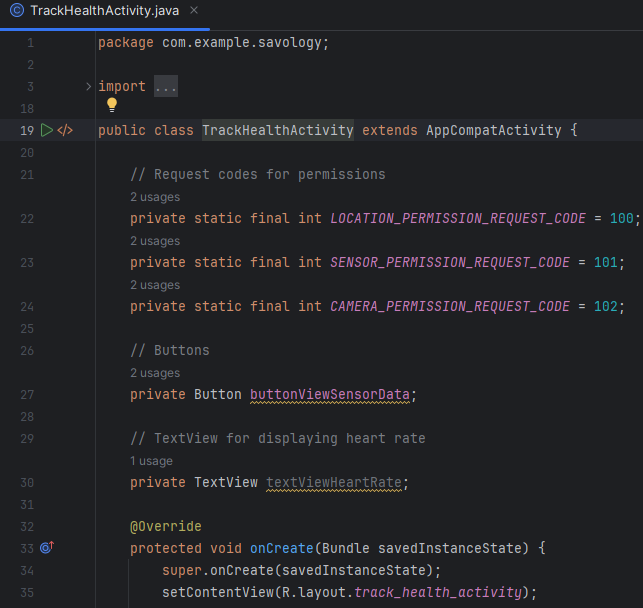 TrackHealthActivity.java
1 package com.example.savology;
2
3 import ...
18
19 public class TrackHealthActivity extends AppCompatActivity {
20
21 // Request codes for permissions
2 usages
22 private static final int LOCATION_PERMISSION_REQUEST_CODE = 100;
2 usages
23 private static final int SENSOR_PERMISSION_REQUEST_CODE = 101;
2 usages
24 private static final int CAMERA_PERMISSION_REQUEST_CODE = 102;
25
26 // Buttons
2 usages
27 private Button buttonViewSensorData;
28
29 // TextView for displaying heart rate
1 usage
30 private TextView textViewHeartRate;
31
32 @Override
33 protected void onCreate(Bundle savedInstanceState) {
34 super.onCreate(savedInstanceState);
35 setContentView(R.layout.track_health_activity);